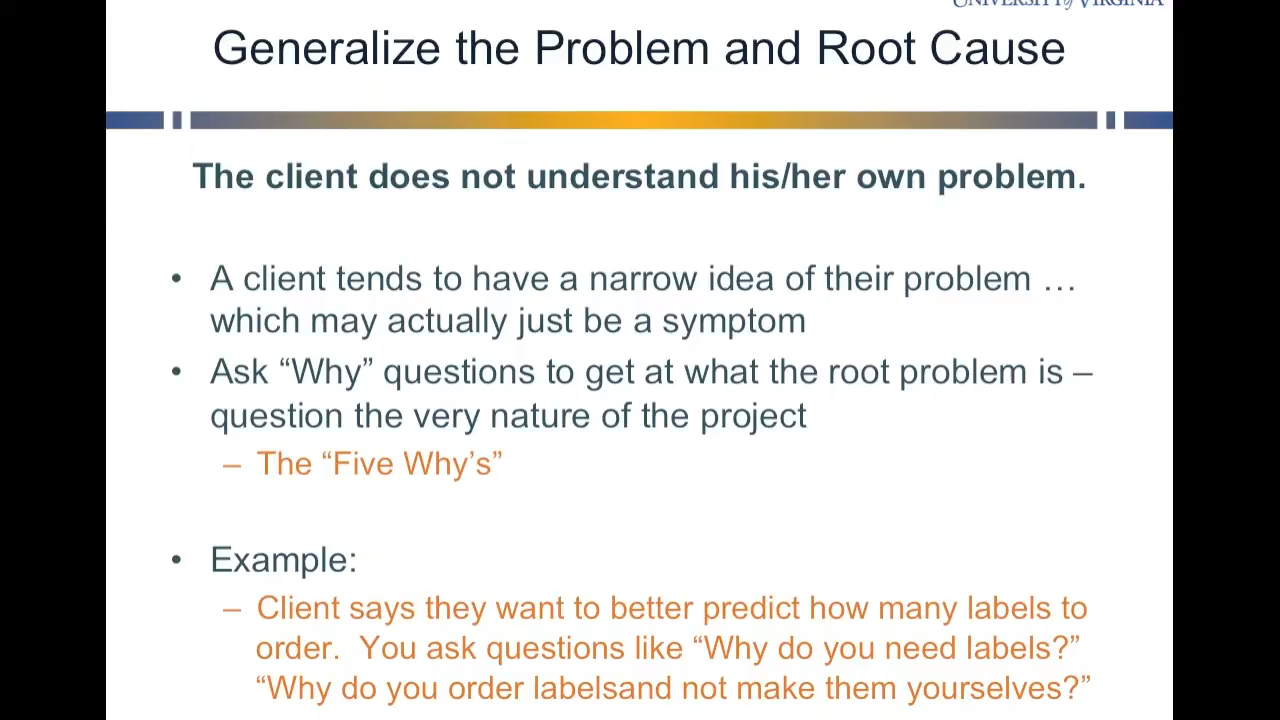 UNIVERSITY of VIRGINIA
Generalize the Problem and Root Cause
The client does not understand his/her own problem.
• A client tends to have a narrow idea of their problem …
which may actually just be a symptom
• Ask “Why” questions to get at what the root problem is –
question the very nature of the project
– The “Five Why’s”
• Example:
– Client says they want to better predict how many labels to
order.  You ask questions like “Why do you need labels?”
“Why do you order labelsand not make them yourselves?”